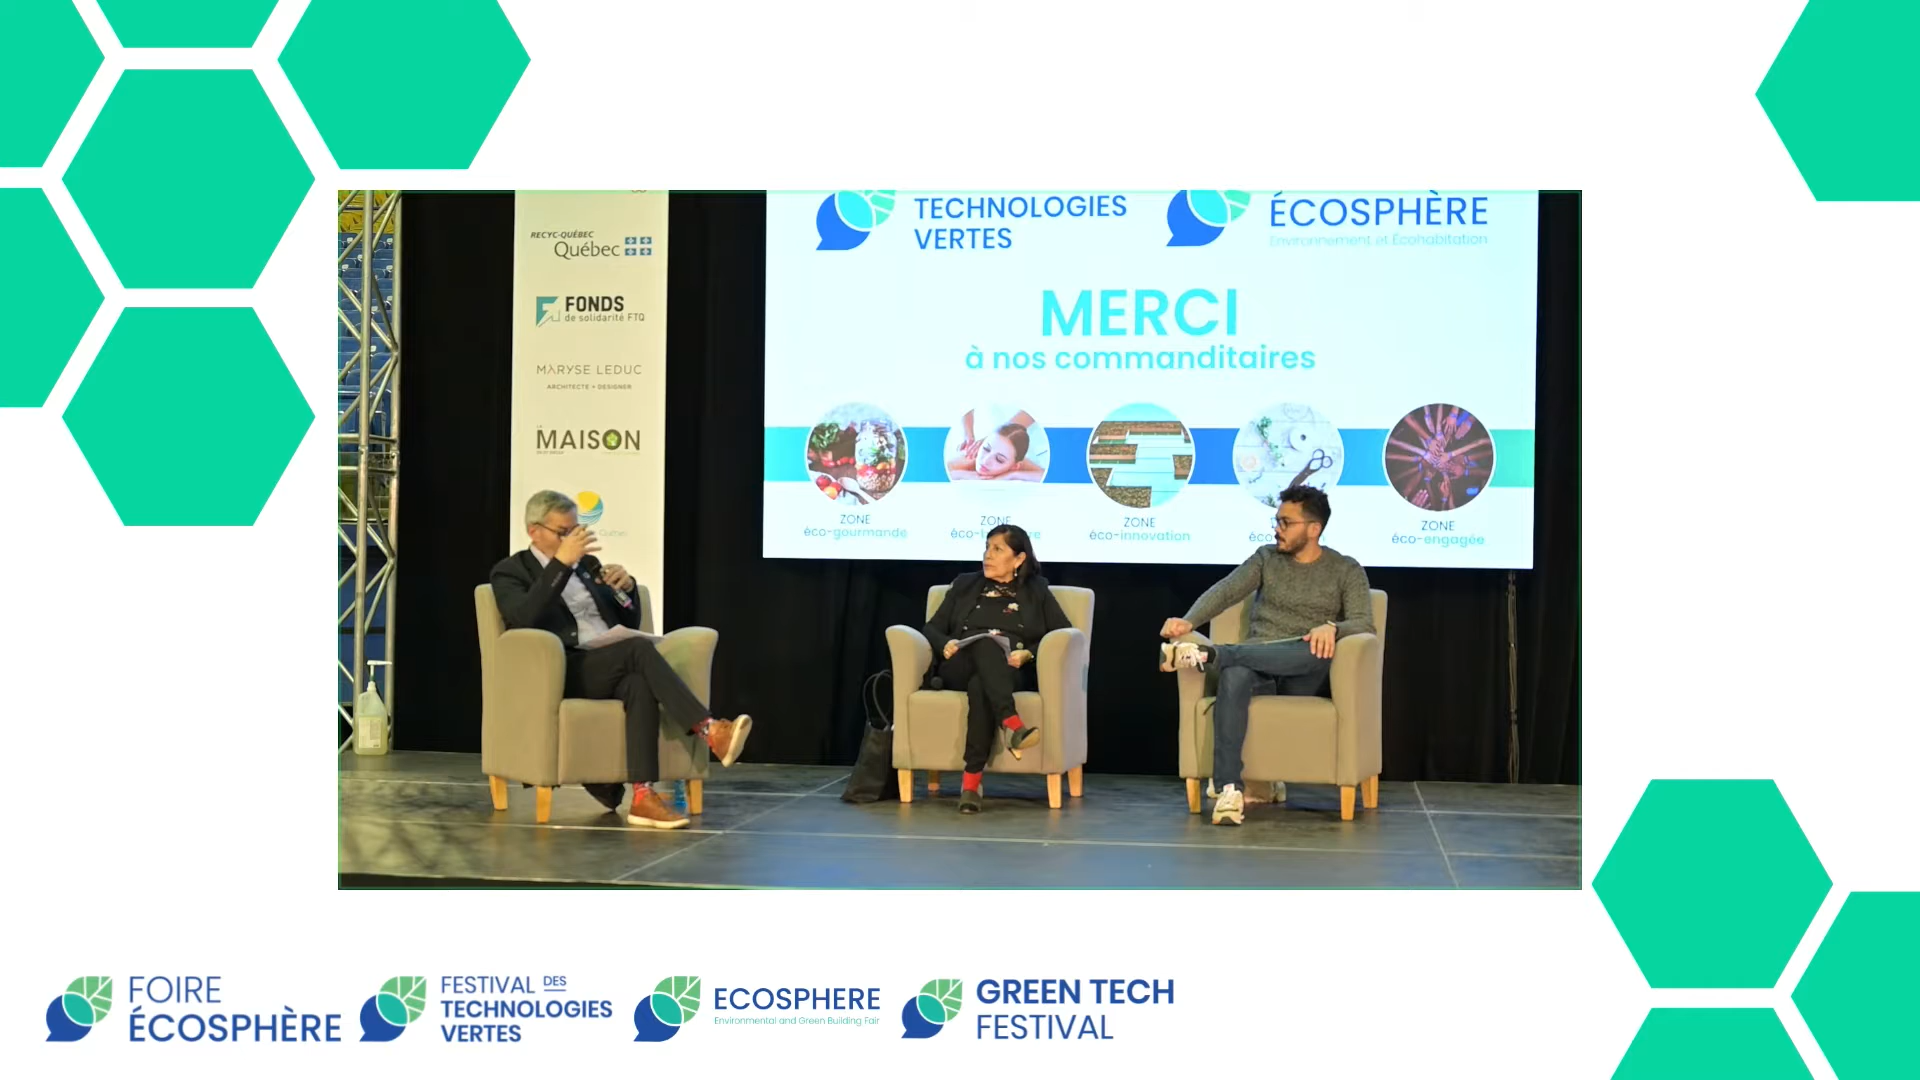 RECYC-QUÉBEC
Québec
FONDS
de solidarité FTQ
MARYSE LEDUC
ARCHITECTE + DESIGNER
MAISON
TECHNOLOGIES
VERTES
ÉCOSPHÈRE
Environnement et Écohabitation
MERCI
à nos commanditaires
ZONE
éco-gourmande
ZONE
ZONE
éco-innovation
ZONE
éco-engagée
FOIRE
ÉCOSPHÈRE
FESTIVAL DES
TECHNOLOGIES
VERTES
ECOSPHERE
Environmental and Green Building Fair
GREEN TECH
FESTIVAL